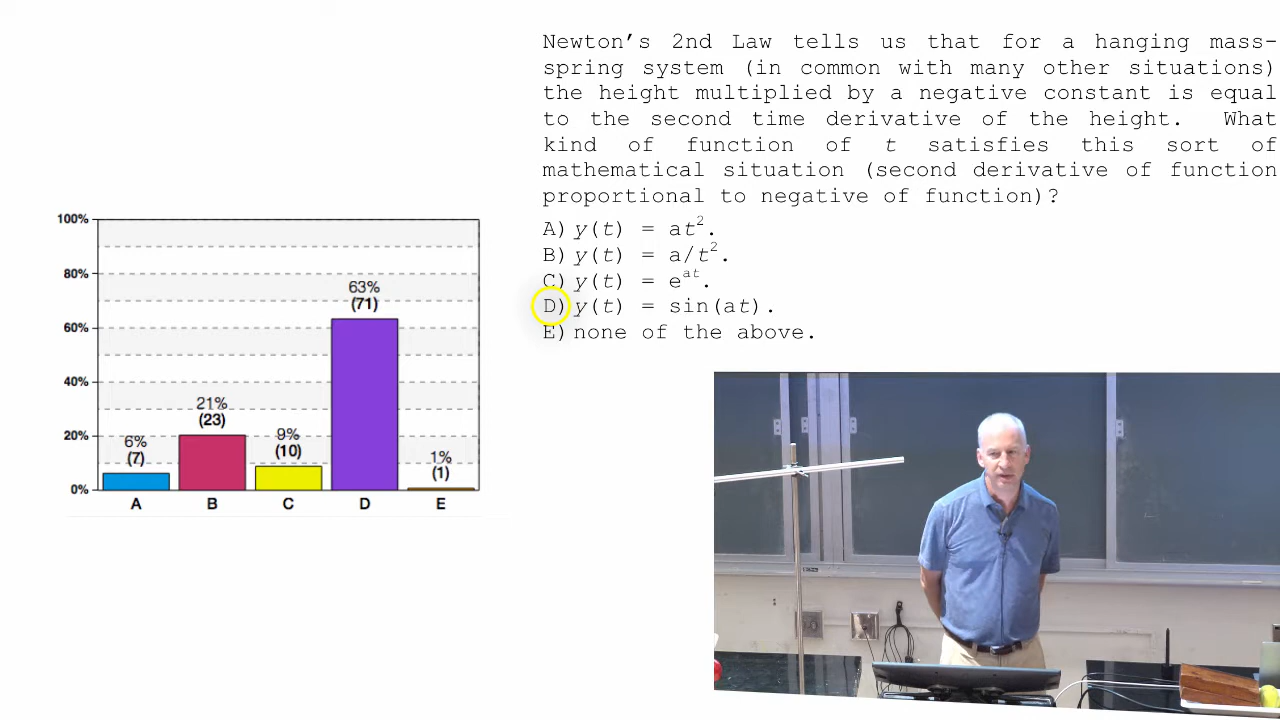 Newton's 2nd Law tells us that for a hanging mass-
spring system (in common with many other situations)
the height multiplied by a negative constant is equal
to the second time derivative of the height. What
kind of function of t satisfies this sort of
mathematical situation (second derivative of function
proportional to negative of function)?
A) y(t) = at².
B) y(t) = a/t².
C) y(t) = eᵃᵗ.
D) y(t) = sin(at).
E) none of the above.
100%
80%
60%
40%
20%
0%
6%
(7)
21%
(23)
9%
(10)
63%
(71)
1%
(1)
A B C D E